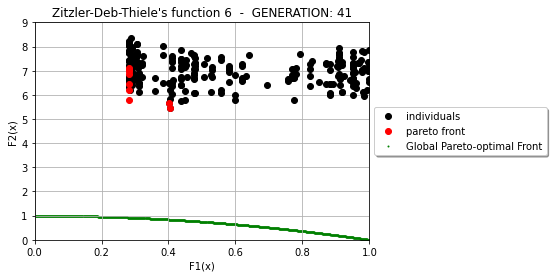 Zitzler-Deb-Thiele's function 6 - GENERATION: 41
9
8
7
6
5
4
3
2
1
0
F2(x)
0.0 0.2 0.4 0.6 0.8 1.0
F1(x)
individuals
pareto front
Global Pareto-optimal Front